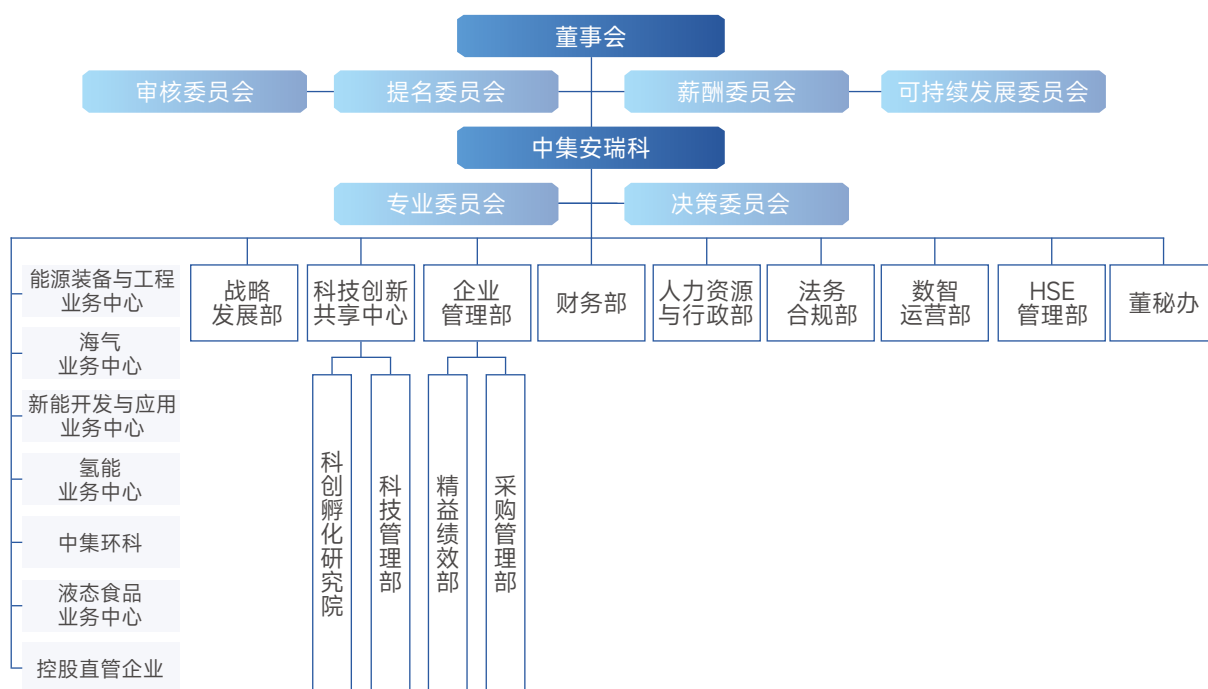 董事会
审核委员会
提名委员会
薪酬委员会
可持续发展委员会
中集安瑞科
专业委员会
决策委员会
能源装备与工程
业务中心
海气
业务中心
新能开发与应用
业务中心
氢能
业务中心
中集环科
液态食品
业务中心
控股直管企业
战略
发展部
科技创新
共享中心
企业
管理部
财务部
人力资源
与行政部
法务
合规部
数智
运营部
HSE
管理部
董秘办
科创孵化研究院
科技管理部
精益绩效部
采购管理部